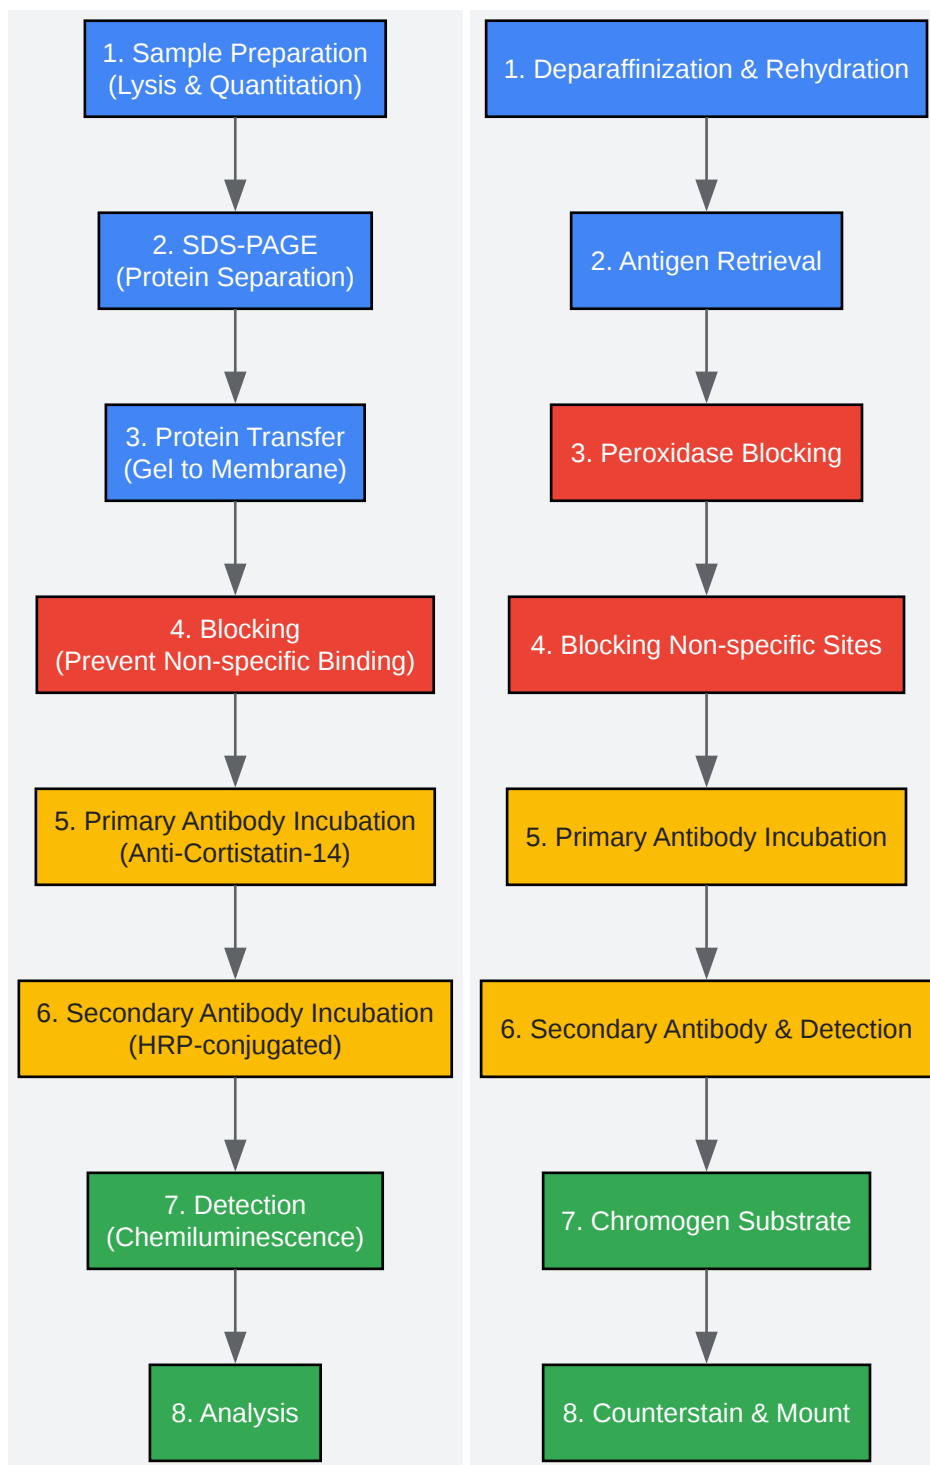 1. Sample Preparation
(Lysis & Quantitation)
2. SDS-PAGE
(Protein Separation)
3. Protein Transfer
(Gel to Membrane)
4. Blocking
(Prevent Non-specific Binding)
5. Primary Antibody Incubation
(Anti-Cortistatin-14)
6. Secondary Antibody Incubation
(HRP-conjugated)
7. Detection
(Chemiluminescence)
8. Analysis
1. Deparaffinization & Rehydration
2. Antigen Retrieval
3. Peroxidase Blocking
4. Blocking Non-specific Sites
5. Primary Antibody Incubation
6. Secondary Antibody & Detection
7. Chromogen Substrate
8. Counterstain & Mount